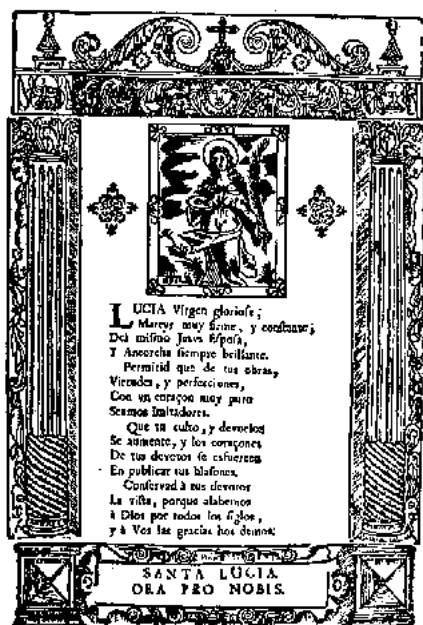 LUCIA Virgen gloriosa;
Martyr muy firme, y constante;
Del mismo Jesus Esposa,
Y Antorcha siempre brillante.
Permitid que de tus obras,
Virtudes, y perfecciones,
Con un coraçon muy puro
Seamos Imitadores.
Que tu culto, y devocion
Se aumente, y los coraçones
De tus devotos se esfuercen
En publicar tus blasones.
Conservad à tus devotos
La vista, porque alabemos
à Dios por todos los siglos,
y à Vos las gracias hos demos.
SANTA LUCIA.
ORA PRO NOBIS.